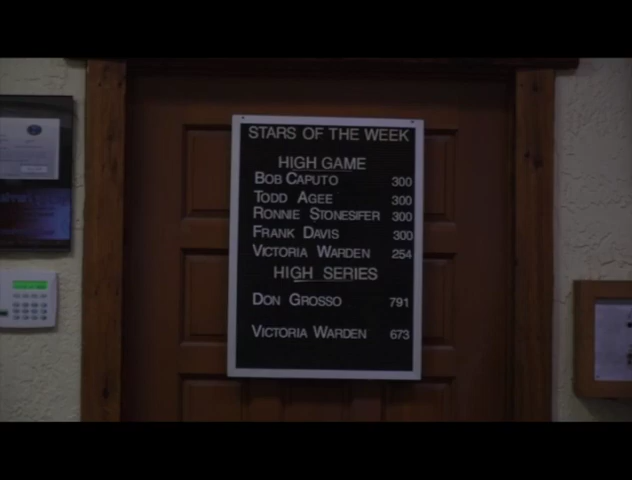 STARS OF THE WEEK
HIGH GAME
BOB CAPUTO 300
TODD AGEE 300
RONNIE STONESIFER 300
FRANK DAVIS 300
VICTORIA WARDEN 254
HIGH SERIES
DON GROSSO 791
VICTORIA WARDEN 673